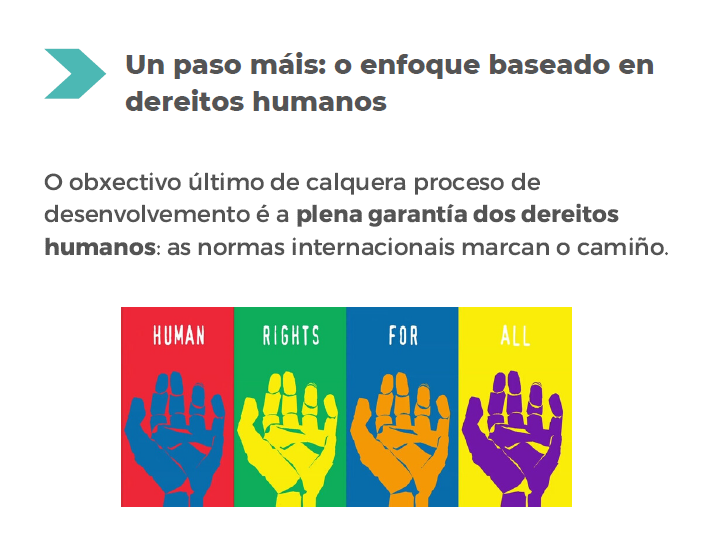 Un paso máis: o enfoque baseado en
dereitos humanos
O obxectivo último de calquera proceso de
desenvolvemento é a plena garantía dos dereitos
humanos: as normas internacionais marcan o camiño.
HUMAN RIGHTS FOR ALL